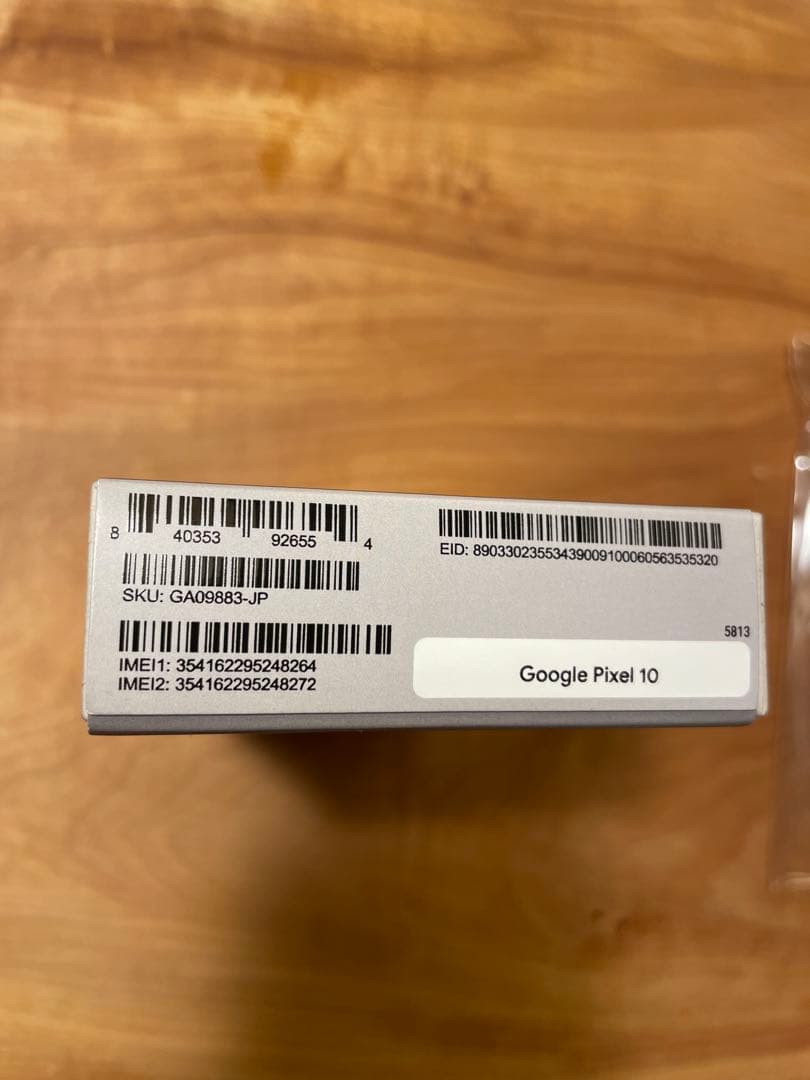 8 40353 92655 4
SKU: GA09883-JP
IMEI1: 354162295248264
IMEI2: 354162295248272
EID: 89033023553439009100060563535320
5813
Google Pixel 10